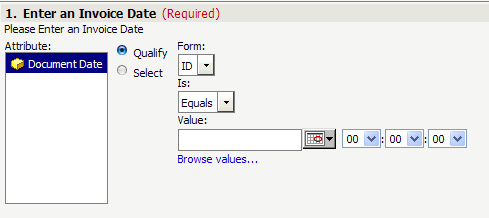 1. Enter an Invoice Date (Required)
Please Enter an Invoice Date
Attribute:
Document Date
Qualify
Select
Form:
ID
Is:
Equals
Value:
00 : 00 : 00
Browse values...